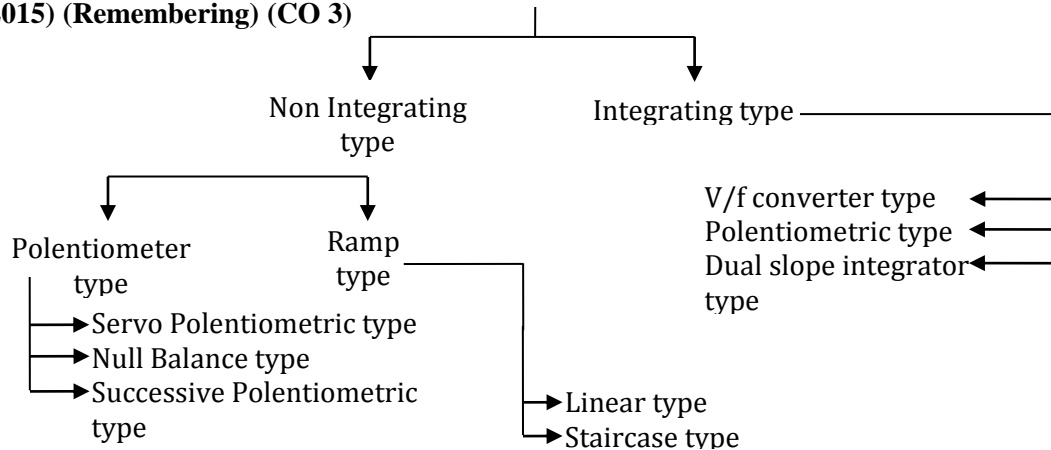 015) (Remembering) (CO 3)
Non Integrating
type
Integrating type
V/f converter type
Polentiometric type
Dual slope integrator
type
Polentiometer
type
Ramp
type
Servo Polentiometric type
Null Balance type
Successive Polentiometric
type
Linear type
Staircase type